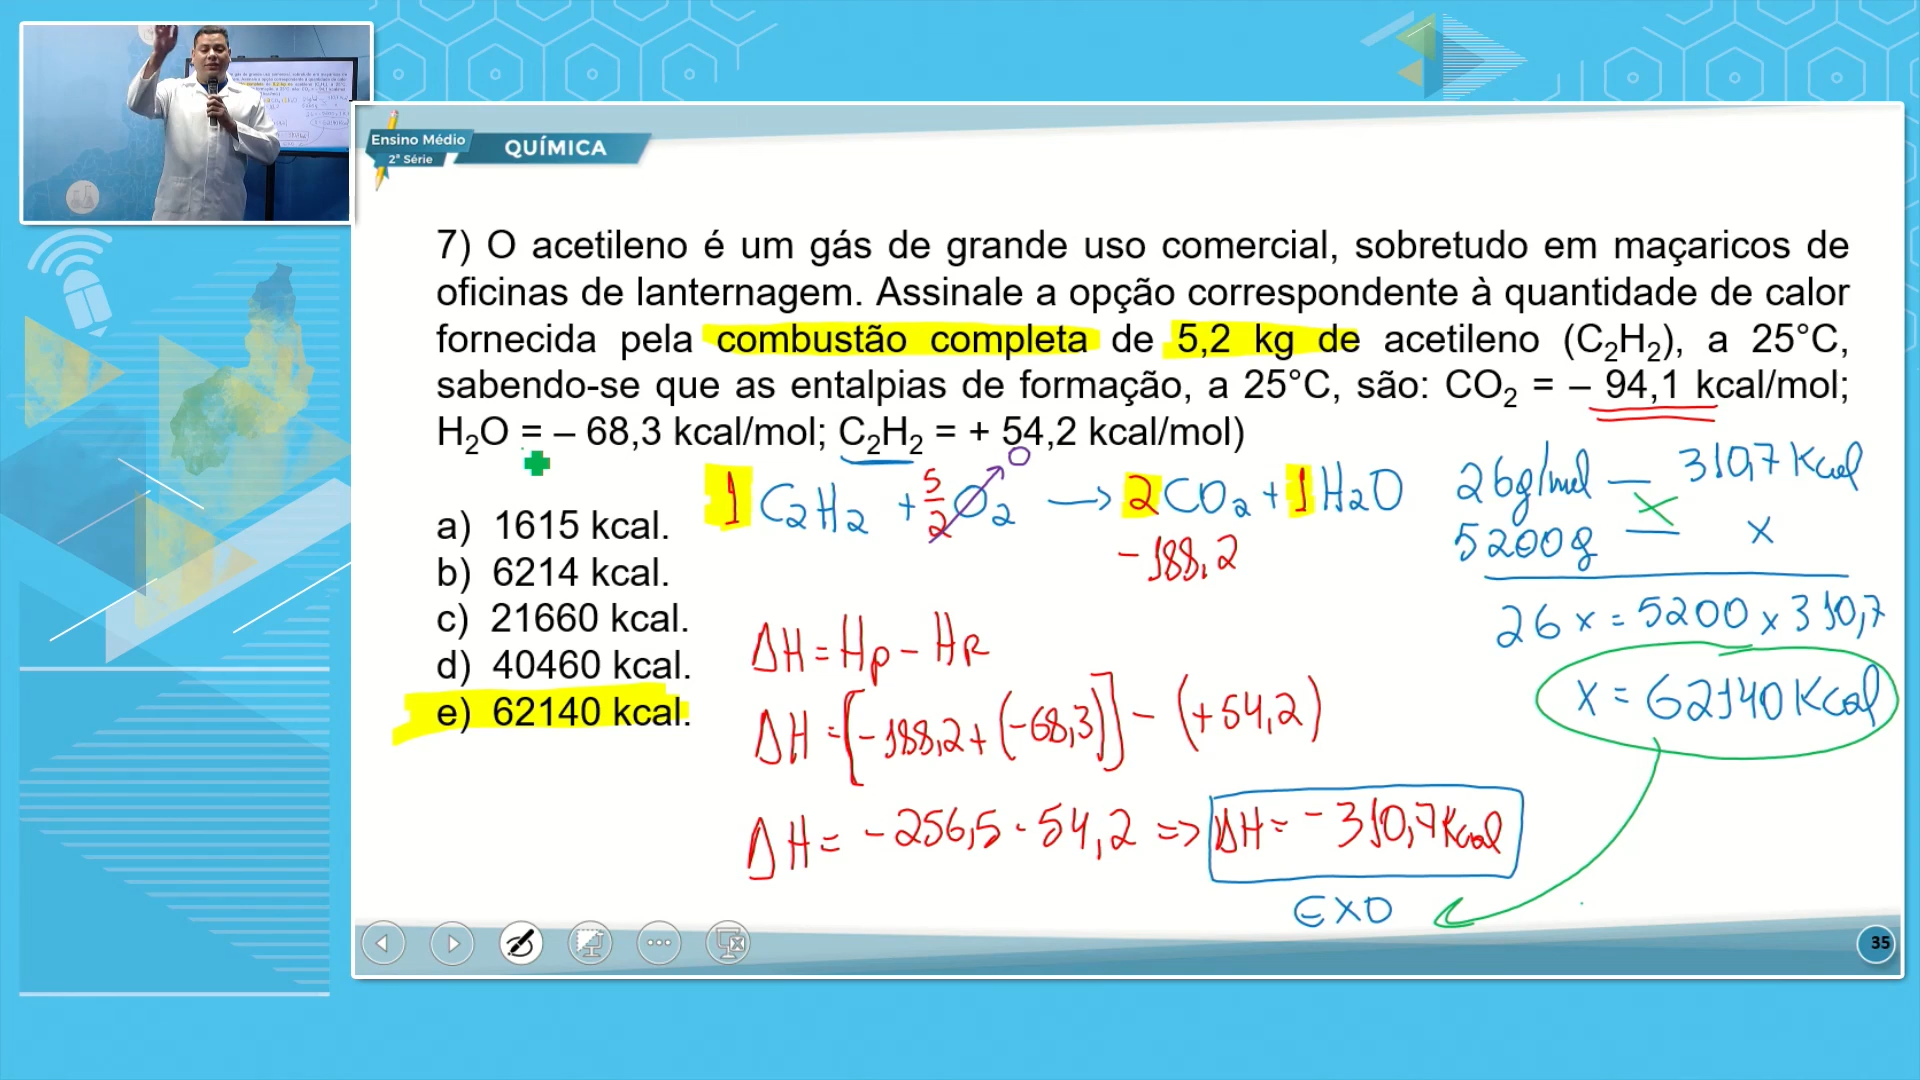 Ensino Médio
2ª Série
QUÍMICA
7) O acetileno é um gás de grande uso comercial, sobretudo em maçaricos de
oficinas de lanternagem. Assinale a opção correspondente à quantidade de calor
fornecida pela combustão completa de 5,2 kg de acetileno (C₂H₂), a 25°C,
sabendo-se que as entalpias de formação, a 25°C, são: CO₂ = – 94,1 kcal/mol;
H₂O = – 68,3 kcal/mol; C₂H₂ = + 54,2 kcal/mol)
a) 1615 kcal.
b) 6214 kcal.
c) 21660 kcal.
d) 40460 kcal.
e) 62140 kcal.
0
1 C₂H₂ + 5/2 O₂ → 2 CO₂ + 1 H₂O
-188,2
ΔH = Hp - HR
ΔH = [-188,2 + (-68,3)] - (+54,2)
ΔH = -256,5 - 54,2 => ΔH = -310,7 Kcal
EXO
26g/mol — 310,7 Kcal
5200g — x
26 x = 5200 x 310,7
x = 62140 Kcal
35